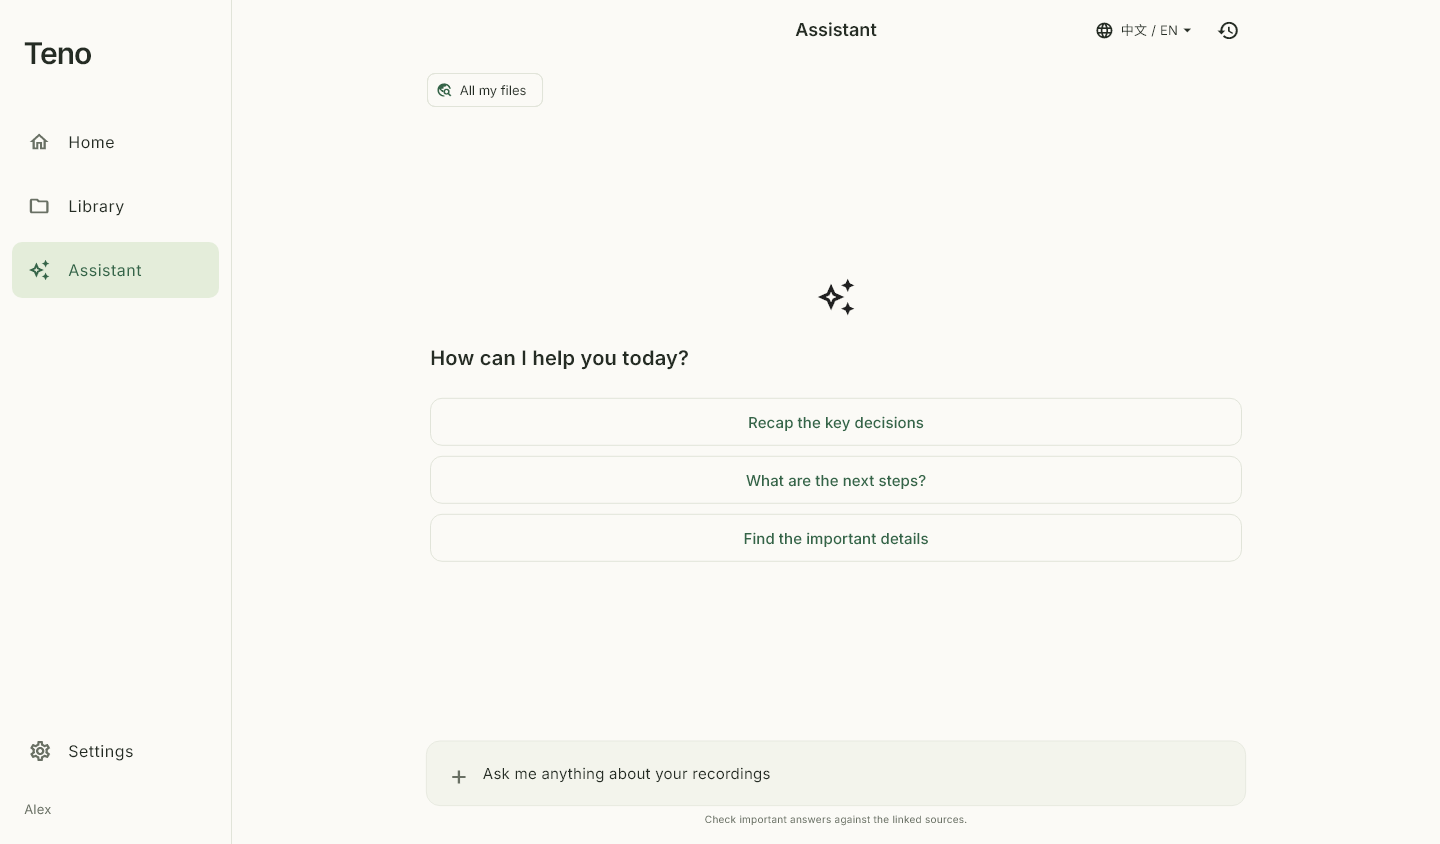 Teno
Home
Library
Assistant
Settings
Alex
Assistant
中文 / EN
All my files
How can I help you today?
Recap the key decisions
What are the next steps?
Find the important details
Ask me anything about your recordings
Check important answers against the linked sources.